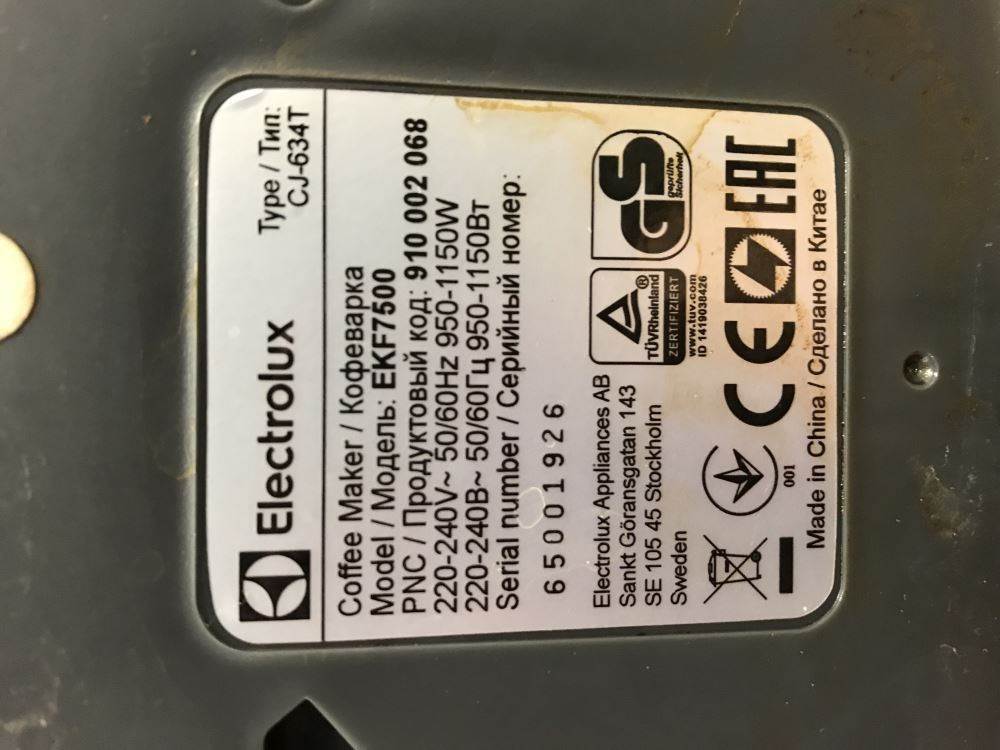 Electrolux
Type / Тип:
CJ-634T
Coffee Maker / Кофеварка
Model / Модель: EKF7500
PNC / Продуктовый код: 910 002 068
220-240V~ 50/60Hz 950-1150W
220-240В~ 50/60Гц 950-1150Вт
Serial number / Серийный номер:
65001926
Electrolux Appliances AB
Sankt Göransgatan 143
SE 105 45 Stockholm
Sweden
TÜVRheinland®
ZERTIFIZIERT
www.tuv.com
ID 1419038426
GS
geprüfte
Sicherheit
001
CE
EAC
Made in China / Сделано в Китае